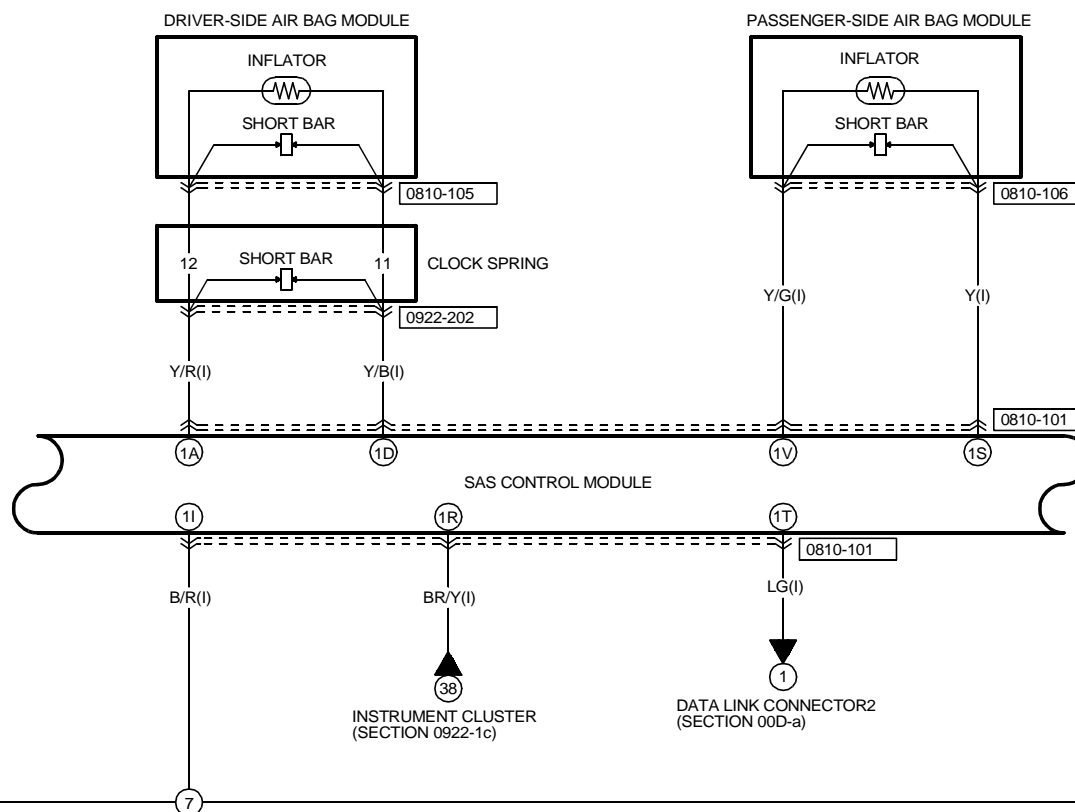 DRIVER-SIDE AIR BAG MODULE
PASSENGER-SIDE AIR BAG MODULE
INFLATOR
INFLATOR
SHORT BAR
SHORT BAR
0810-105
0810-106
12
SHORT BAR
11
CLOCK SPRING
0922-202
Y/G(I)
Y(I)
Y/R(I)
Y/B(I)
0810-101
1A
1D
1V
1S
SAS CONTROL MODULE
1I
1R
1T
0810-101
B/R(I)
BR/Y(I)
LG(I)
38
INSTRUMENT CLUSTER
(SECTION 0922-1c)
1
DATA LINK CONNECTOR2
(SECTION 00D-a)
7